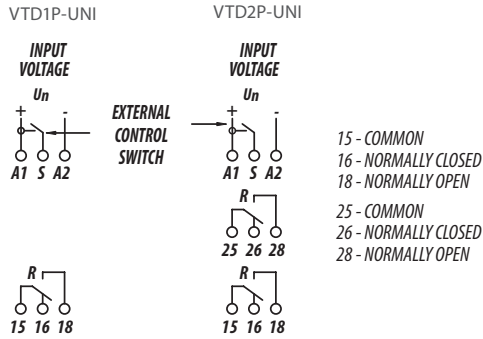 VTD1P-UNI
VTD2P-UNI
INPUT
VOLTAGE
Un
+ -
A1 S A2
EXTERNAL
CONTROL
SWITCH
INPUT
VOLTAGE
Un
+ -
A1 S A2
R
25 26 28
R
15 16 18
R
15 16 18
15 - COMMON
16 - NORMALLY CLOSED
18 - NORMALLY OPEN
25 - COMMON
26 - NORMALLY CLOSED
28 - NORMALLY OPEN